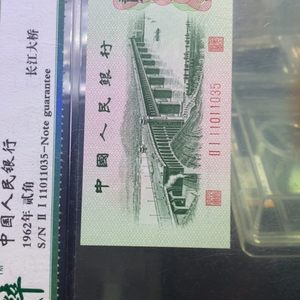 中国人民银行
1962年 贰角 长江大桥
S/N II I 11011035-Note guarantee
中國人民銀行
II I 11011035